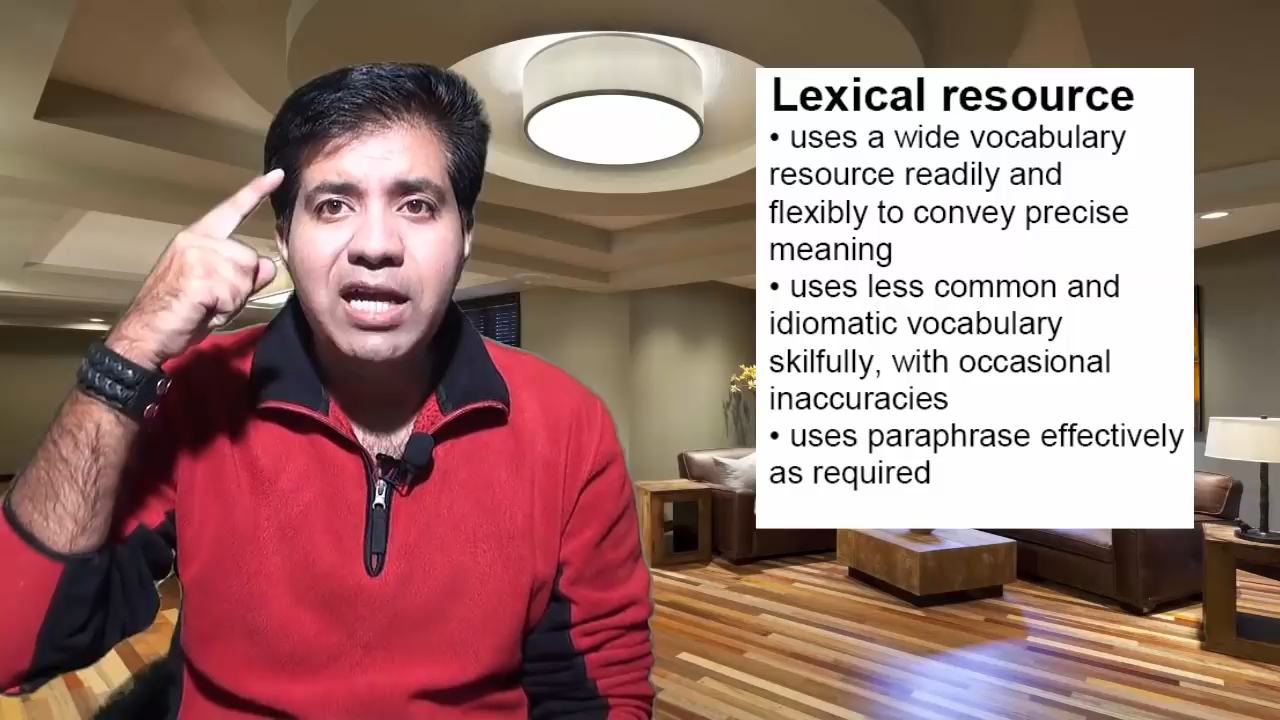 Lexical resource
• uses a wide vocabulary
resource readily and
flexibly to convey precise
meaning
• uses less common and
idiomatic vocabulary
skilfully, with occasional
inaccuracies
• uses paraphrase effectively
as required